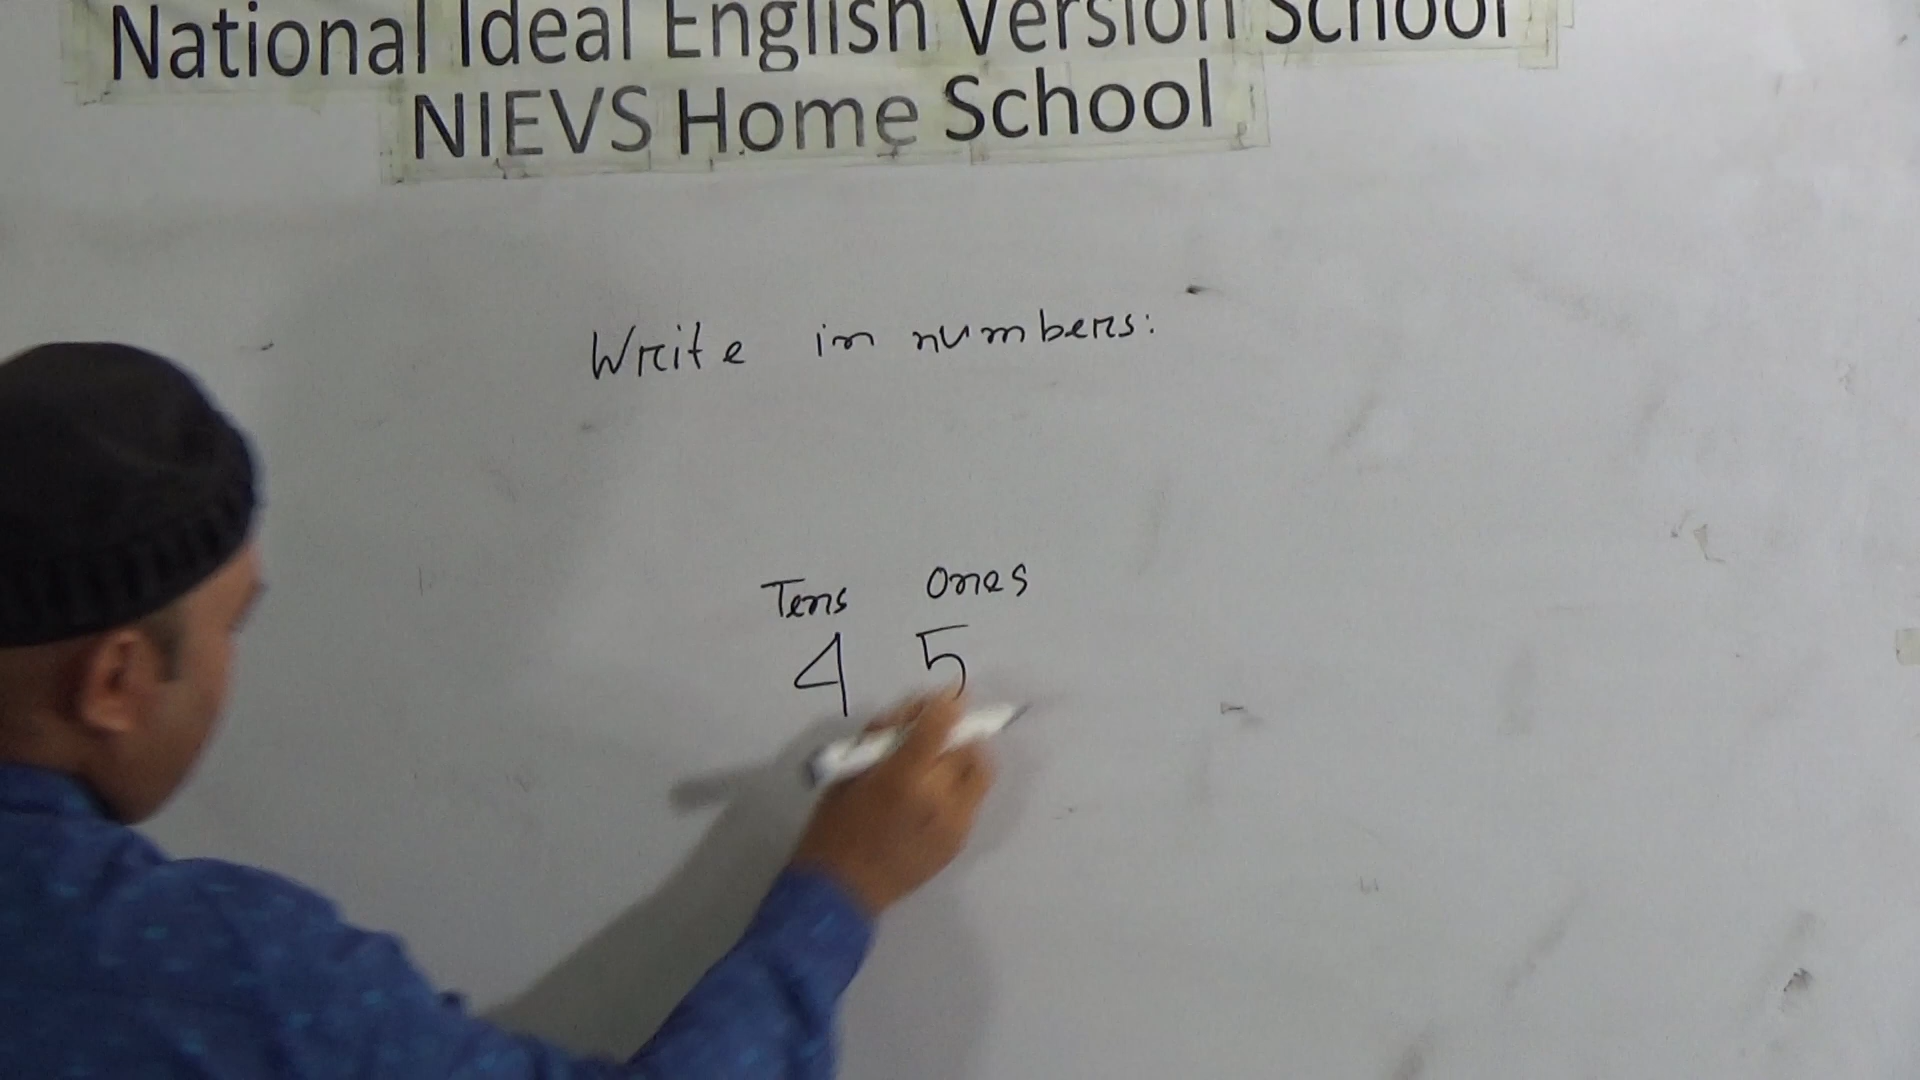 National Ideal English Version School
NIEVS Home School
Write in numbers:
Tens Ones
4 5